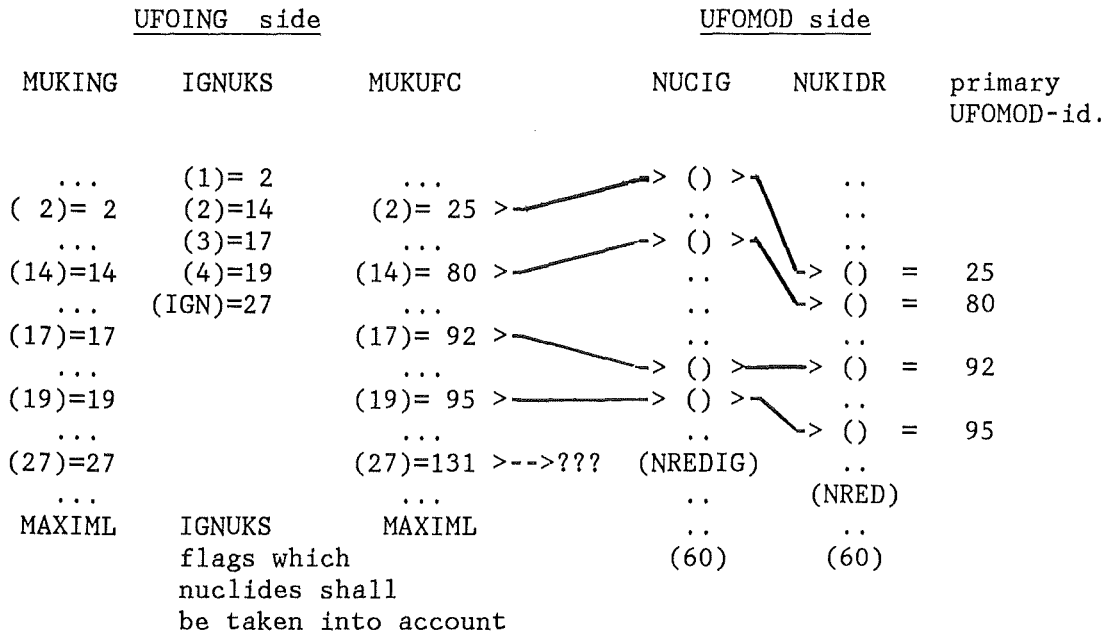 UFOING side UFOMOD side
MUKING IGNUKS MUKUFC NUCIG NUKIDR primary
UFOMOD-id.
... (1)= 2 ... > () > ..
( 2)= 2 (2)=14 (2)= 25 > .. ..
... (3)=17 ... > () > ..
(14)=14 (4)=19 (14)= 80 > .. > () = 25
... (IGN)=27 ... .. > () = 80
(17)=17 (17)= 92 > .. ..
... ... > () > > () = 92
(19)=19 (19)= 95 > > () > ..
... ... .. > () = 95
(27)=27 (27)=131 >-->??? (NREDIG) ..
... ... .. (NRED)
MAXIML IGNUKS MAXIML .. ..
flags which (60) (60)
nuclides shall
be taken into account